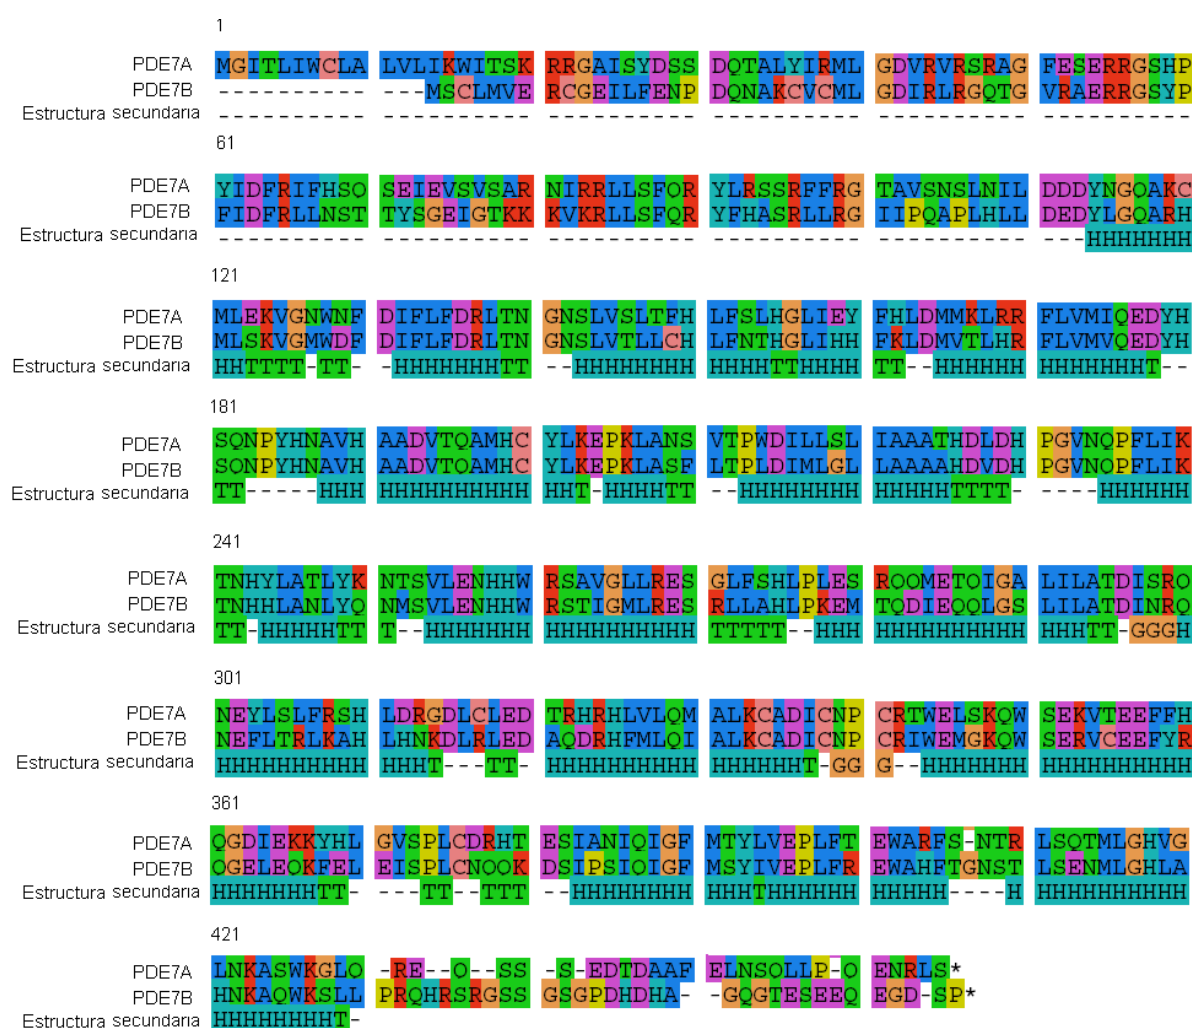 1
PDE7A MGITLIWCLA LVLIKWITSK RRGAISYDSS DQTALYIRML GDVRVRSRAG FESERRGSHP
PDE7B ---------- ---MSCLMVE RCGEILFENP DQNAKCVCML GDIRLRGQTG VRAERRGSYP
Estructura secundaria ---------- ---------- ---------- ---------- ---------- ----------
61
PDE7A YIDFRIFHSQ SEIEVSVSAR NIRRLLSFQR YLRSSRFFRG TAVSNSLNIL DDDYNGQAKC
PDE7B FIDFRLLNST TYSGEIGTKK KVKRLLSFQR YFHASRLLRG IIPQAPLHLL DEDYLGQARH
Estructura secundaria ---------- ---------- ---------- ---------- ---------- ---HHHHHHH
121
PDE7A MLEKVGNWNF DIFLFDRLTN GNSLVSLTFH LFSLHGLIEY FHLDMMKLRR FLVMIQEDYH
PDE7B MLSKVGMWDF DIFLFDRLTN GNSLVTLLCH LFNTHGLIHH FKLDMVTLHR FLVMVQEDYH
Estructura secundaria HHTTTT-TT- -HHHHHHHTT --HHHHHHHH HHHHTTHHHH TT--HHHHHH HHHHHHHT--
181
PDE7A SQNPYHNAVH AADVTQAMHC YLKEPKLANS VTPWDILLSL IAAATHDLDH PGVNQPFLIK
PDE7B SQNPYHNAVH AADVTQAMHC YLKEPKLASF LTPLDIMLGL LAAAAHDVDH PGVNQPFLIK
Estructura secundaria TT-----HHH HHHHHHHHHH HHT-HHHHTT --HHHHHHHH HHHHHTTTT- ----HHHHHH
241
PDE7A TNHYLATLYK NTSVLENHHW RSAVGLLRES GLFSHLPLES RQQMETQIGA LILATDISRQ
PDE7B TNHHLANLYQ NMSVLENHHW RSTIGMLRES RLLAHLPKEM TQDIEQQLGS LILATDINRQ
Estructura secundaria TT-HHHHHTT T--HHHHHHH HHHHHHHHHH TTTTT--HHH HHHHHHHHHH HHHTT-GGGH
301
PDE7A NEYLSLFRSH LDRGDLCLED TRHRHLVLQM ALKCADICNP CRTWELSKQW SEKVTEEFFH
PDE7B NEFLTRLKAH LHNKDLRLED AQDRHFMLQI ALKCADICNP CRIWEMGKQW SERVCEEFYR
Estructura secundaria HHHHHHHHHH HHHT---TT- HHHHHHHHHH HHHHHHT-GG G--HHHHHHH HHHHHHHHHH
361
PDE7A QGDIEKKYHL GVSPLCDRHT ESIANIQIGF MTYLVEPLFT EWARFS-NTR LSQTMLGHVG
PDE7B QGELEQKFEL EISPLCNQQK DSIPSIQIGF MSYIVEPLFR EWAHFTGNST LSENMLGHLA
Estructura secundaria HHHHHHHTT- ---TT--TTT --HHHHHHHH HHHTHHHHHH HHHHH----H HHHHHHHHHH
421
PDE7A LNKASWKGLQ -RE--Q--SS -S-EDTDAAF ELNSQLLP-Q ENRLS*
PDE7B HNKAQWKSLL PRQHRSRGSS GSGPDHDHA- -GQGTESEEQ EGD-SP*
Estructura secundaria HHHHHHHHT-